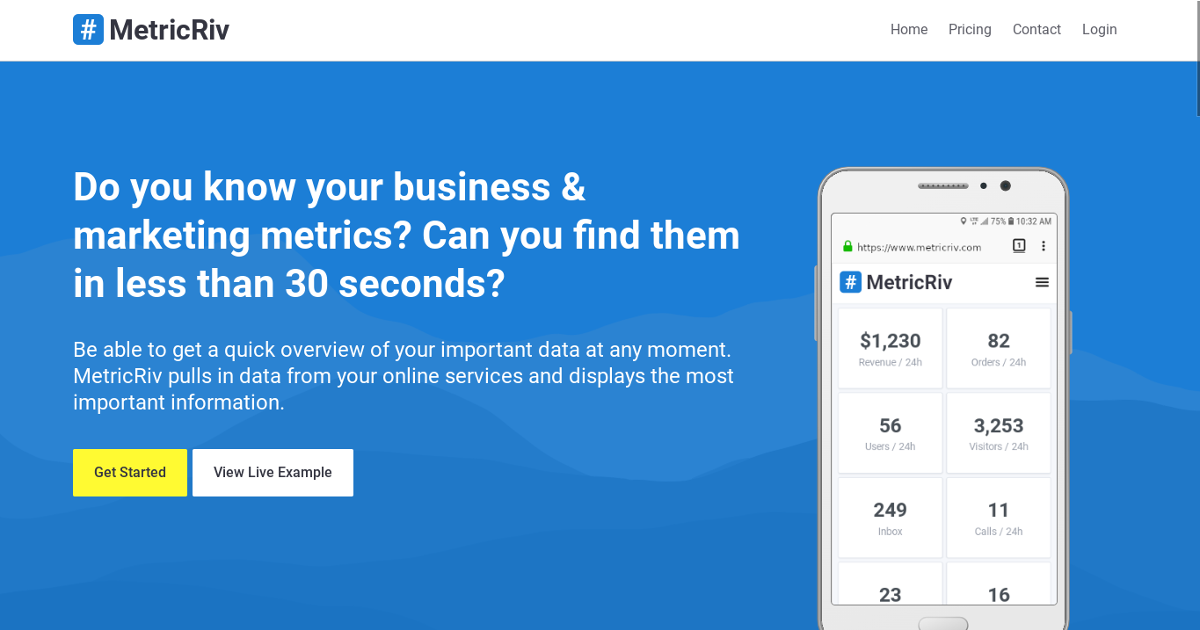 # MetricRiv
Home Pricing Contact Login
Do you know your business &
marketing metrics? Can you find them
in less than 30 seconds?
Be able to get a quick overview of your important data at any moment.
MetricRiv pulls in data from your online services and displays the most
important information.
Get Started
View Live Example
75% 10:32 AM
https://www.metricriv.com
1
# MetricRiv
$1,230
Revenue / 24h
82
Orders / 24h
56
Users / 24h
3,253
Visitors / 24h
249
Inbox
11
Calls / 24h
23
16